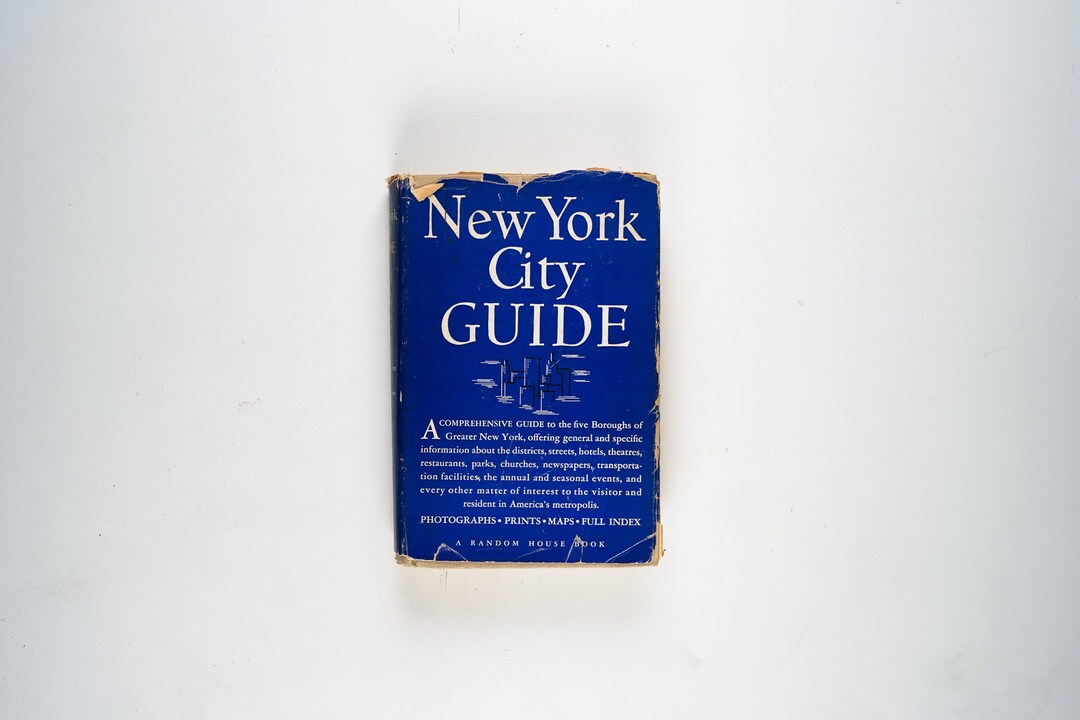 New York
City
GUIDE
A COMPREHENSIVE GUIDE to the five Boroughs of
Greater New York, offering general and specific
information about the districts, streets, hotels, theatres,
restaurants, parks, churches, newspapers, transporta-
tion facilities, the annual and seasonal events, and
every other matter of interest to the visitor and
resident in America's metropolis.
PHOTOGRAPHS • PRINTS • MAPS • FULL INDEX
A RANDOM HOUSE BOOK